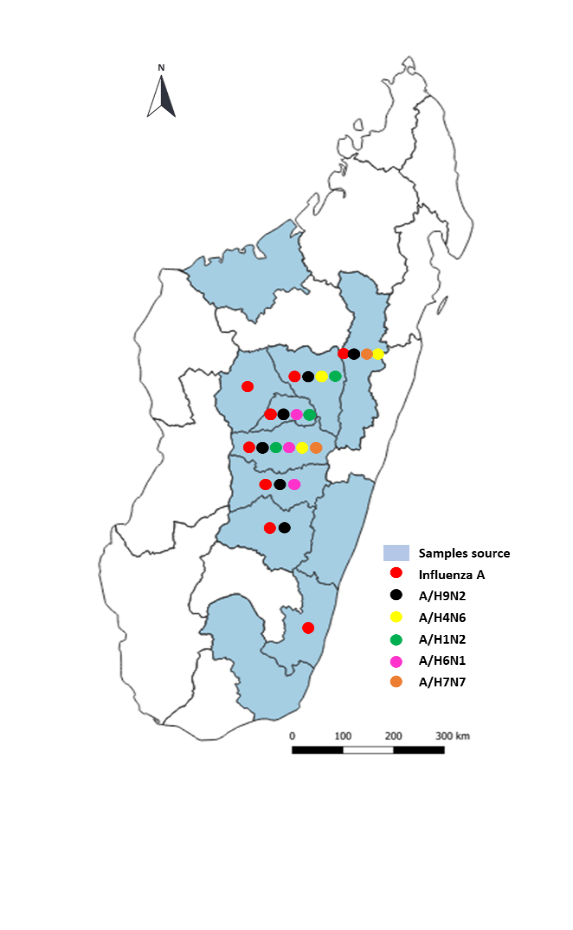 N
Samples source
Influenza A
A/H9N2
A/H4N6
A/H1N2
A/H6N1
A/H7N7
0 100 200 300 km